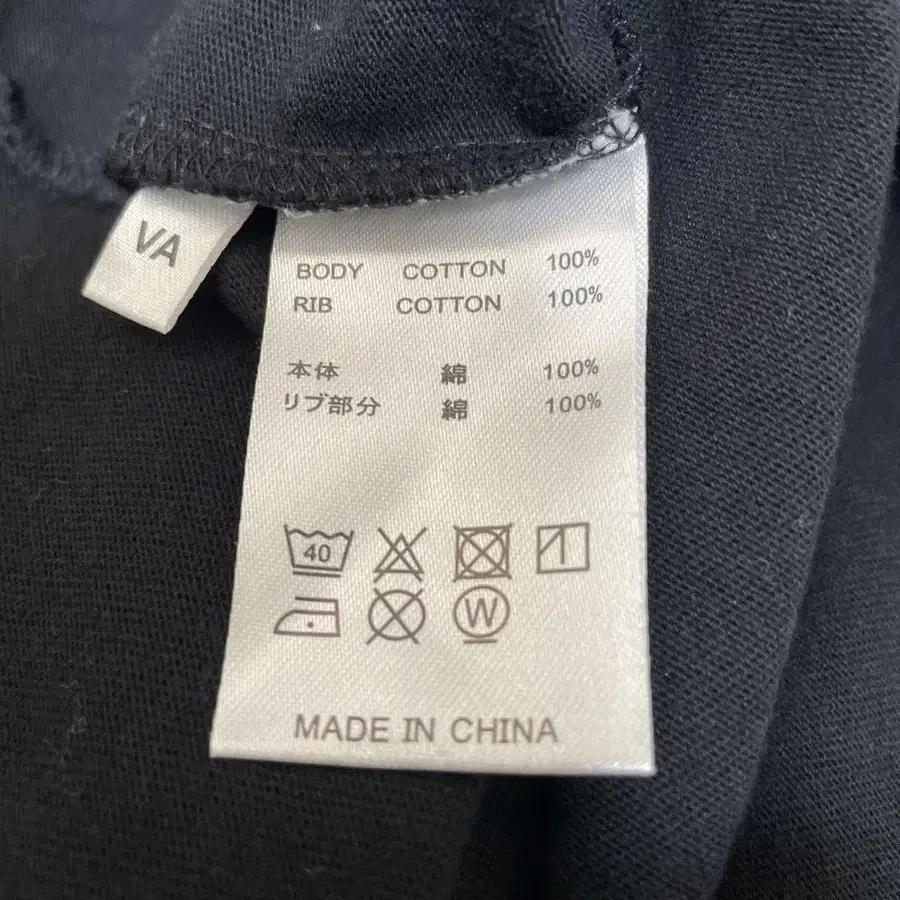 VA
BODY COTTON 100%
RIB COTTON 100%
本体 綿 100%
リブ部分 綿 100%
40
W
MADE IN CHINA